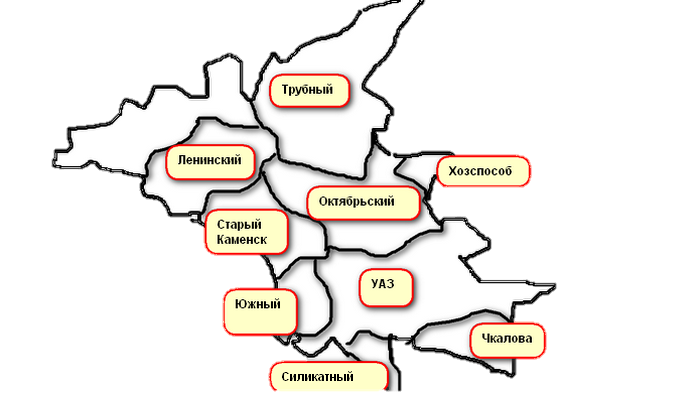 Трубный
Ленинский
Хозспособ
Октябрьский
Старый
Каменск
УАЗ
Южный
Чкалова
Силикатный